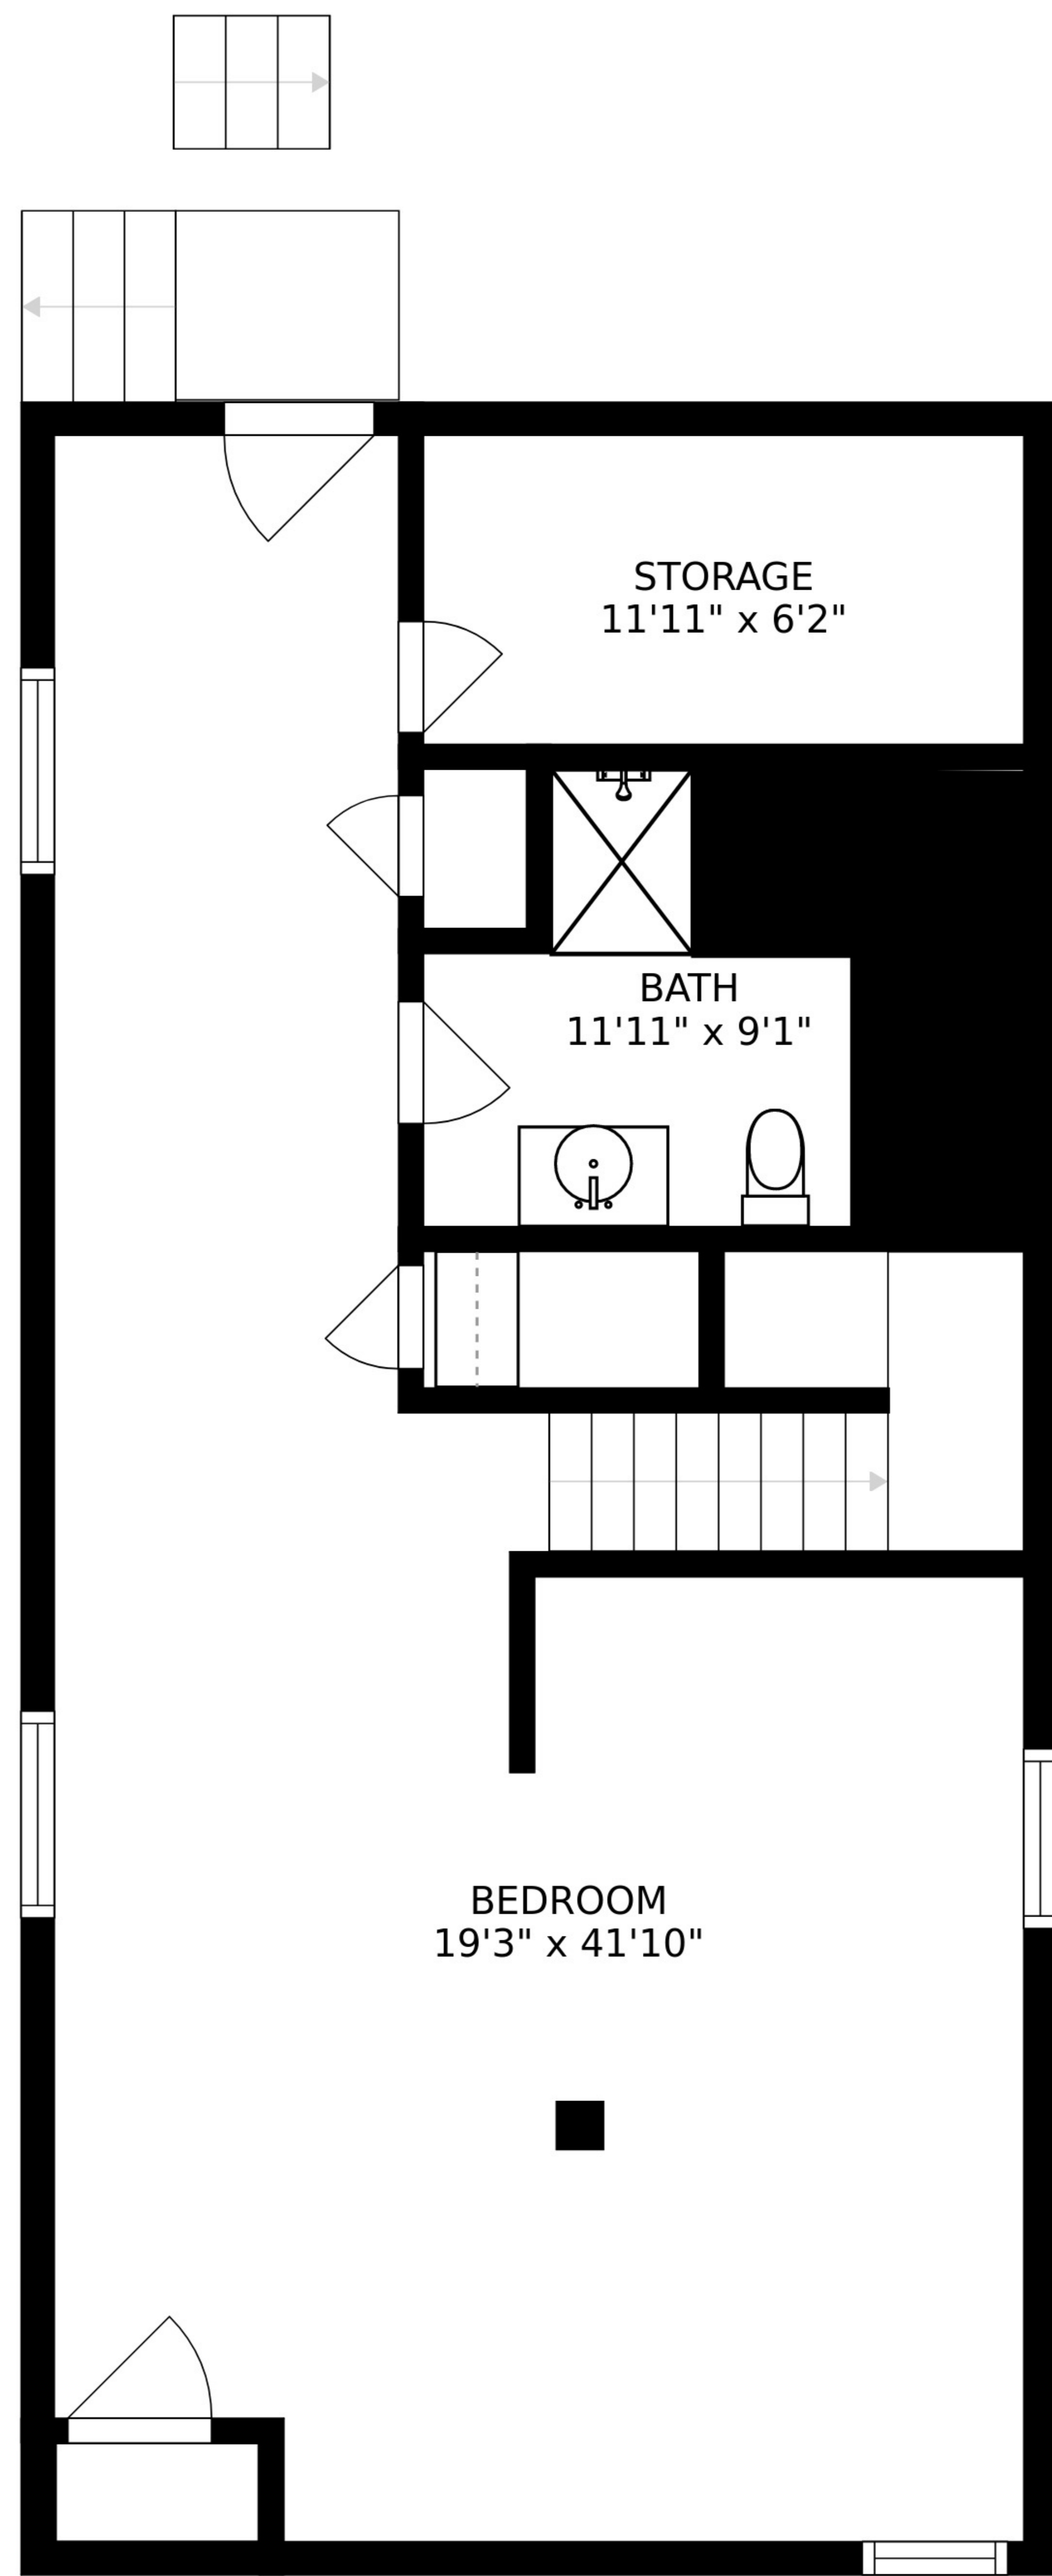 STORAGE
11'11" x 6'2"
BATH
11'11" x 9'1"
BEDROOM
19'3" x 41'10"